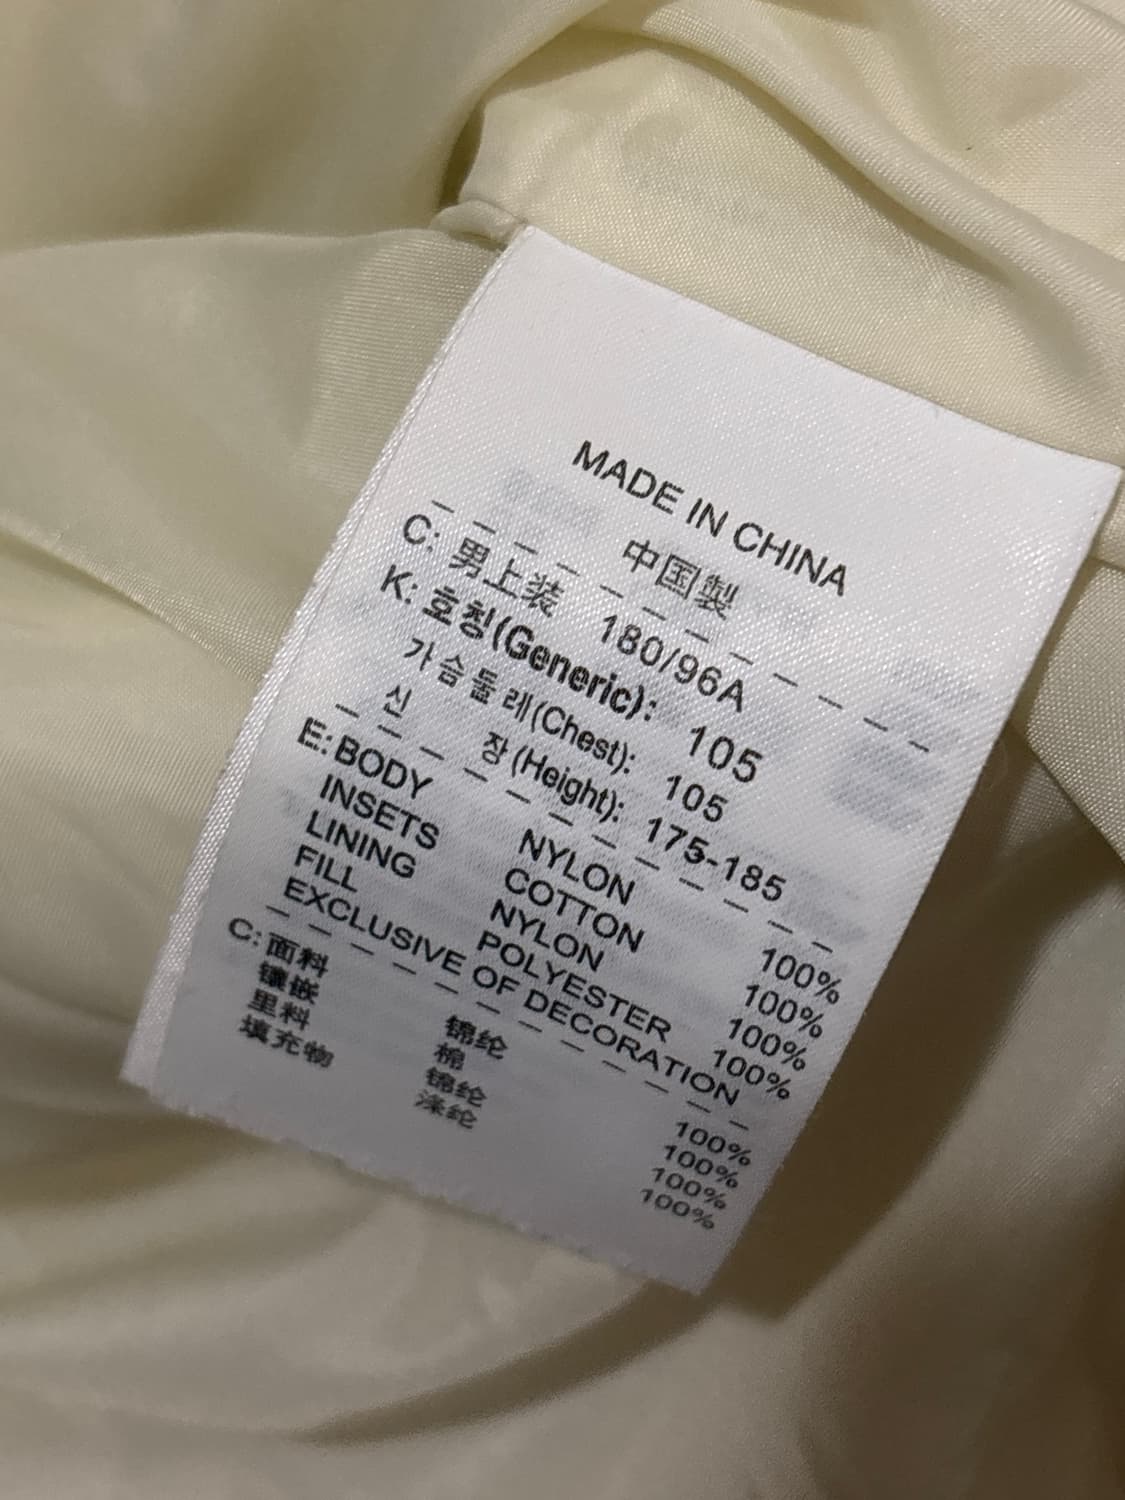 MADE IN CHINA
中国製
C: 男上装 180/96A
K: 호칭(Generic): 105
가슴둘레(Chest): 105
신 장(Height): 175-185
E: BODY NYLON 100%
INSETS COTTON 100%
LINING NYLON 100%
FILL POLYESTER 100%
EXCLUSIVE OF DECORATION
C: 面料 锦纶 100%
镶嵌 棉 100%
里料 锦纶 100%
填充物 涤纶 100%